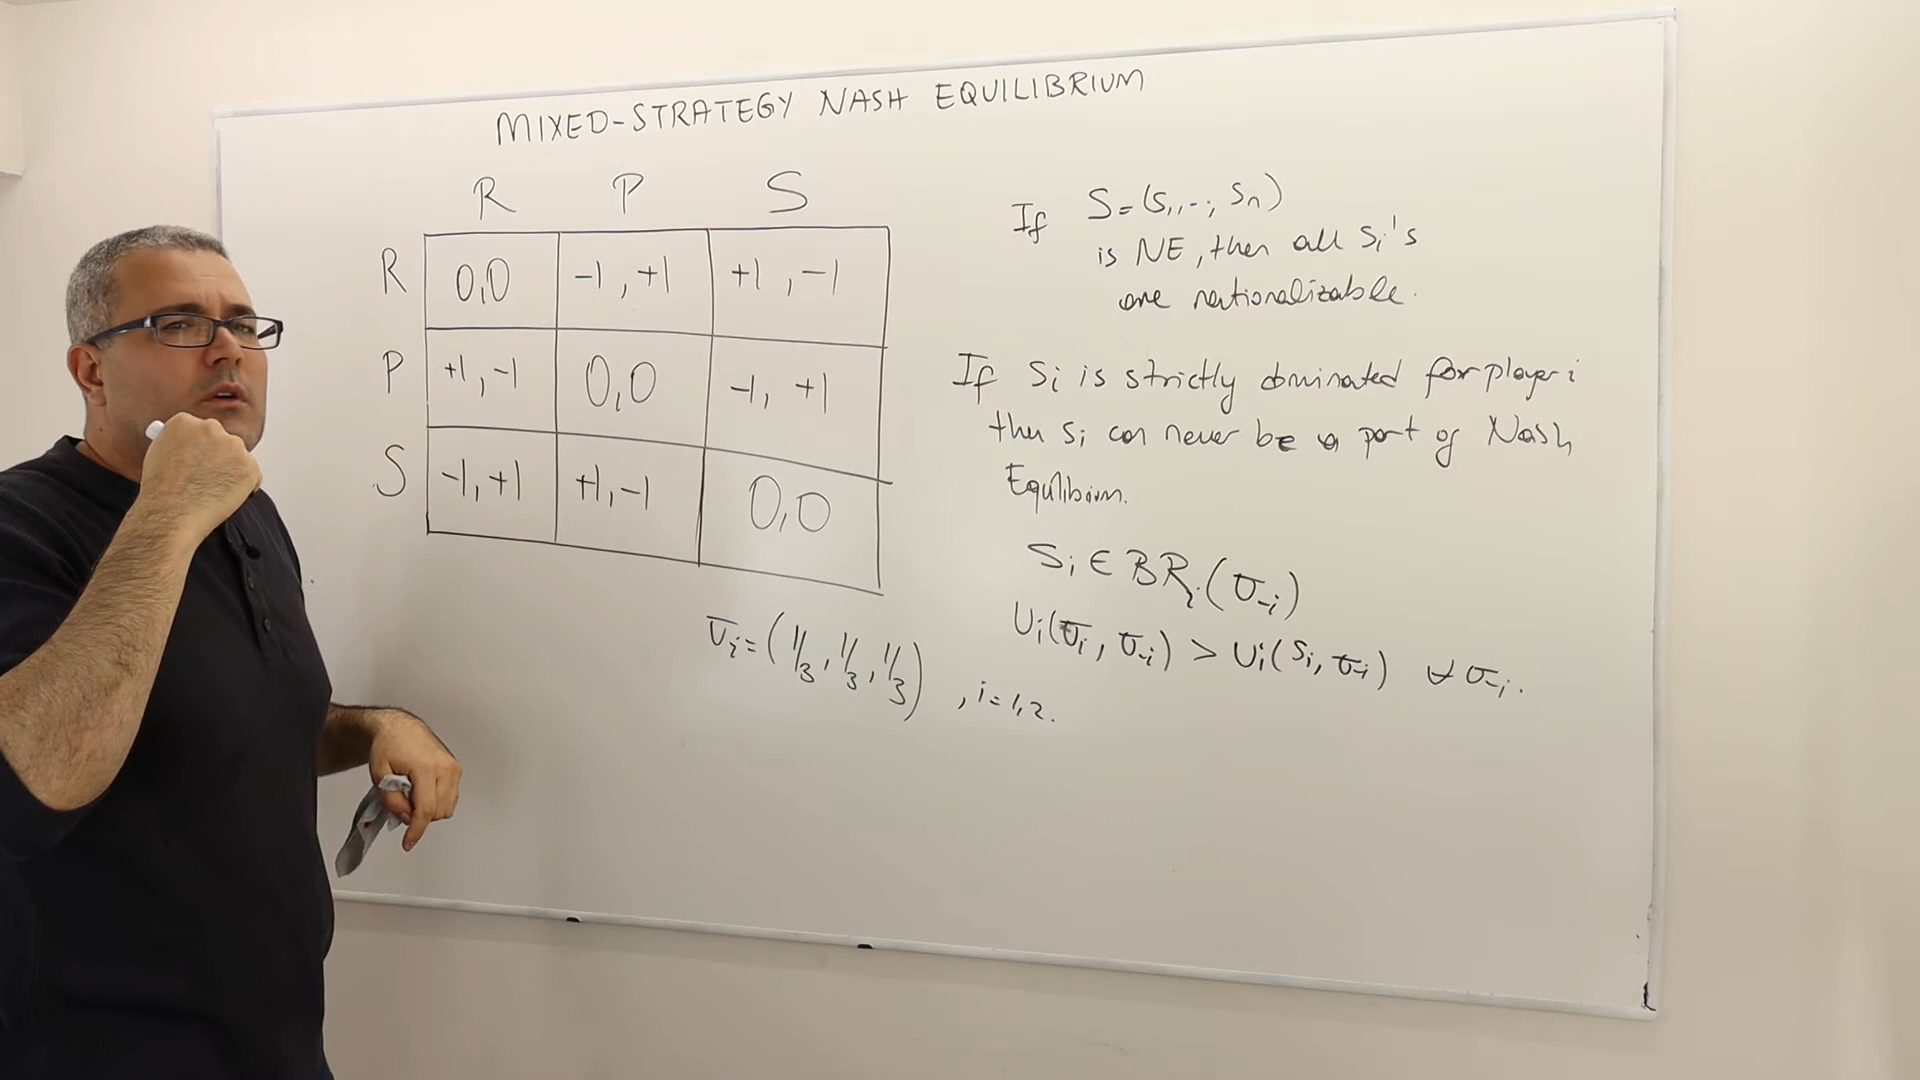 MIXED-STRATEGY NASH EQUILIBRIUM
R P S
R 0,0 -1,+1 +1,-1
P +1,-1 0,0 -1,+1
S -1,+1 +1,-1 0,0
If S=(s1,..,sn)
is NE, then all si's
are rationalizable.
If si is strictly dominated for player i
then si can never be a part of Nash
Equilibrium.
Si ∈ BRi(σ-i)
Ui(σi, σ-i) > Ui(si, σ-i) ∀ σ-i.
σi=(1/3, 1/3, 1/3), i=1,2.